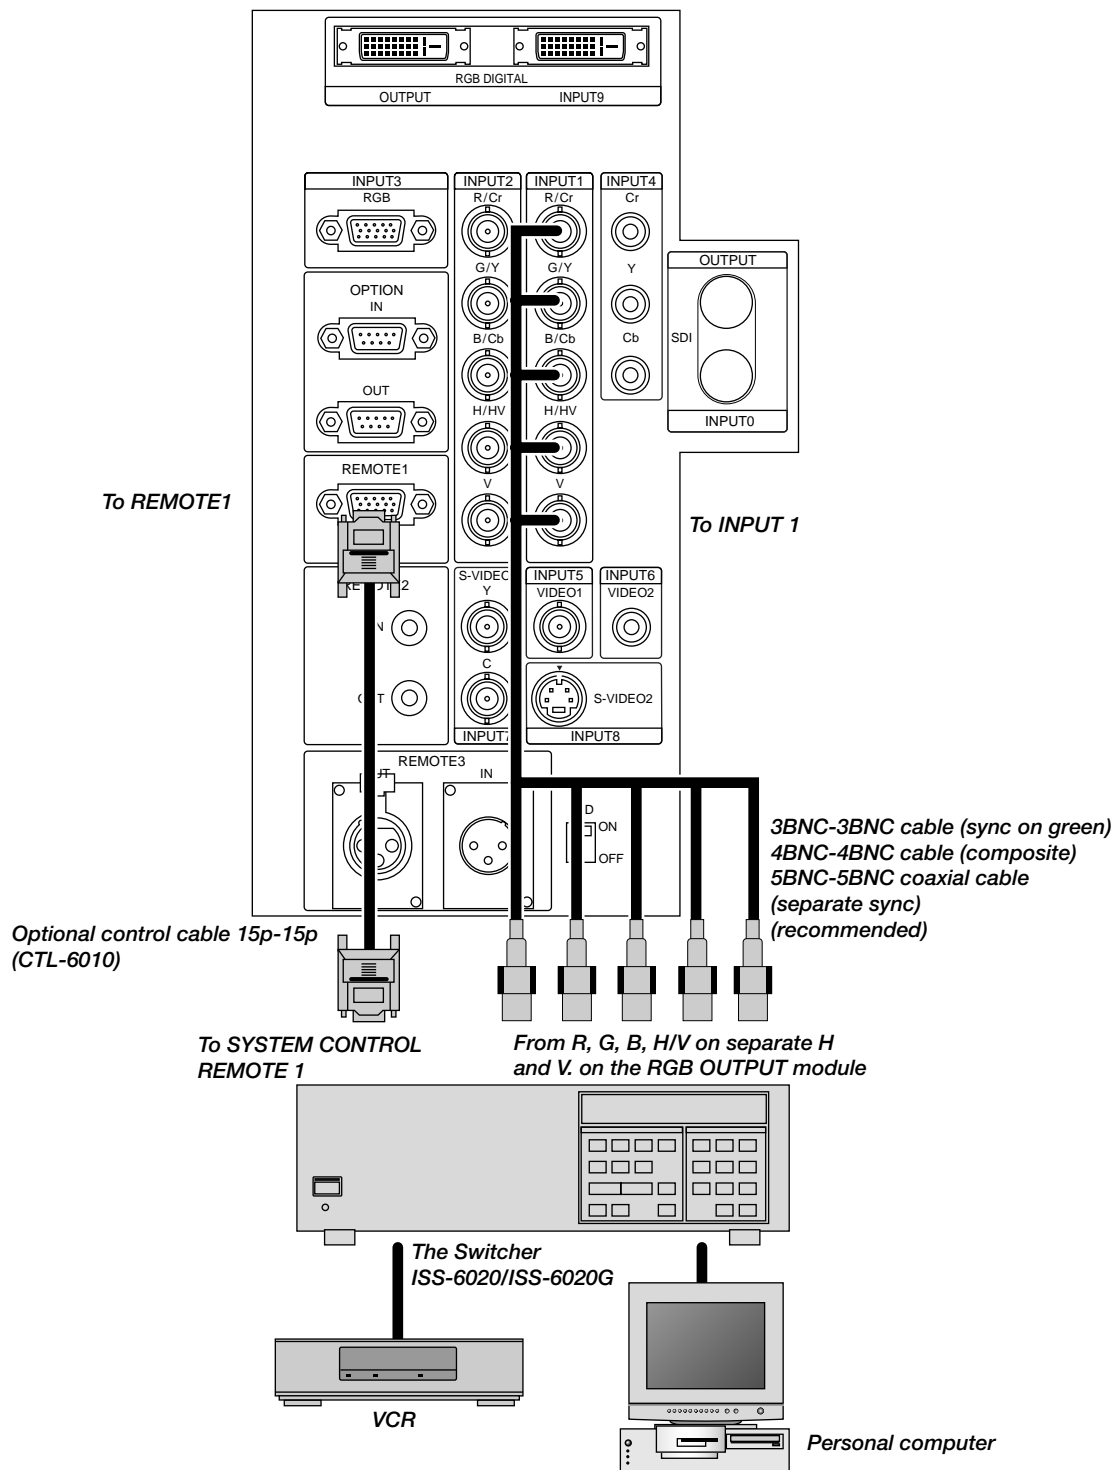 RGB DIGITAL
OUTPUT INPUT9
INPUT3
RGB
INPUT2
R/Cr
INPUT1
R/Cr
INPUT4
Cr
G/Y
G/Y
Y
OPTION
IN
B/Cb
B/Cb
Cb
OUTPUT
SDI
INPUT0
OUT
H/HV
H/HV
REMOTE1
V
V
To REMOTE1
To INPUT 1
S-VIDEO
Y
INPUT5
VIDEO1
INPUT6
VIDEO2
C
S-VIDEO2
INPUT8
REMOTE3
IN
ON
OFF
3BNC-3BNC cable (sync on green)
4BNC-4BNC cable (composite)
5BNC-5BNC coaxial cable
(separate sync)
(recommended)
Optional control cable 15p-15p
(CTL-6010)
To SYSTEM CONTROL
REMOTE 1
From R, G, B, H/V on separate H
and V. on the RGB OUTPUT module
The Switcher
ISS-6020/ISS-6020G
VCR
Personal computer